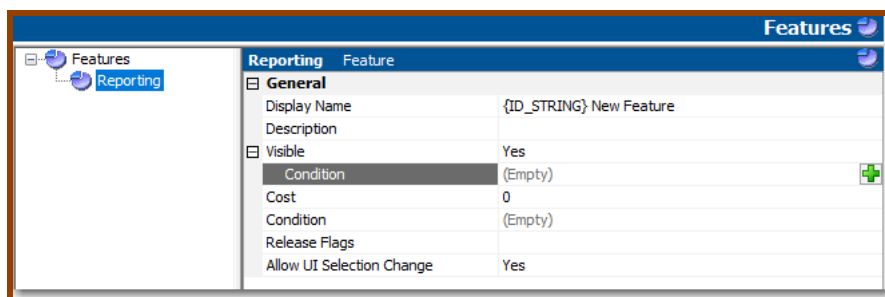 Features
Features
Reporting
Reporting Feature
General
Display Name {ID_STRING} New Feature
Description
Visible Yes
Condition (Empty)
Cost 0
Condition (Empty)
Release Flags
Allow UI Selection Change Yes